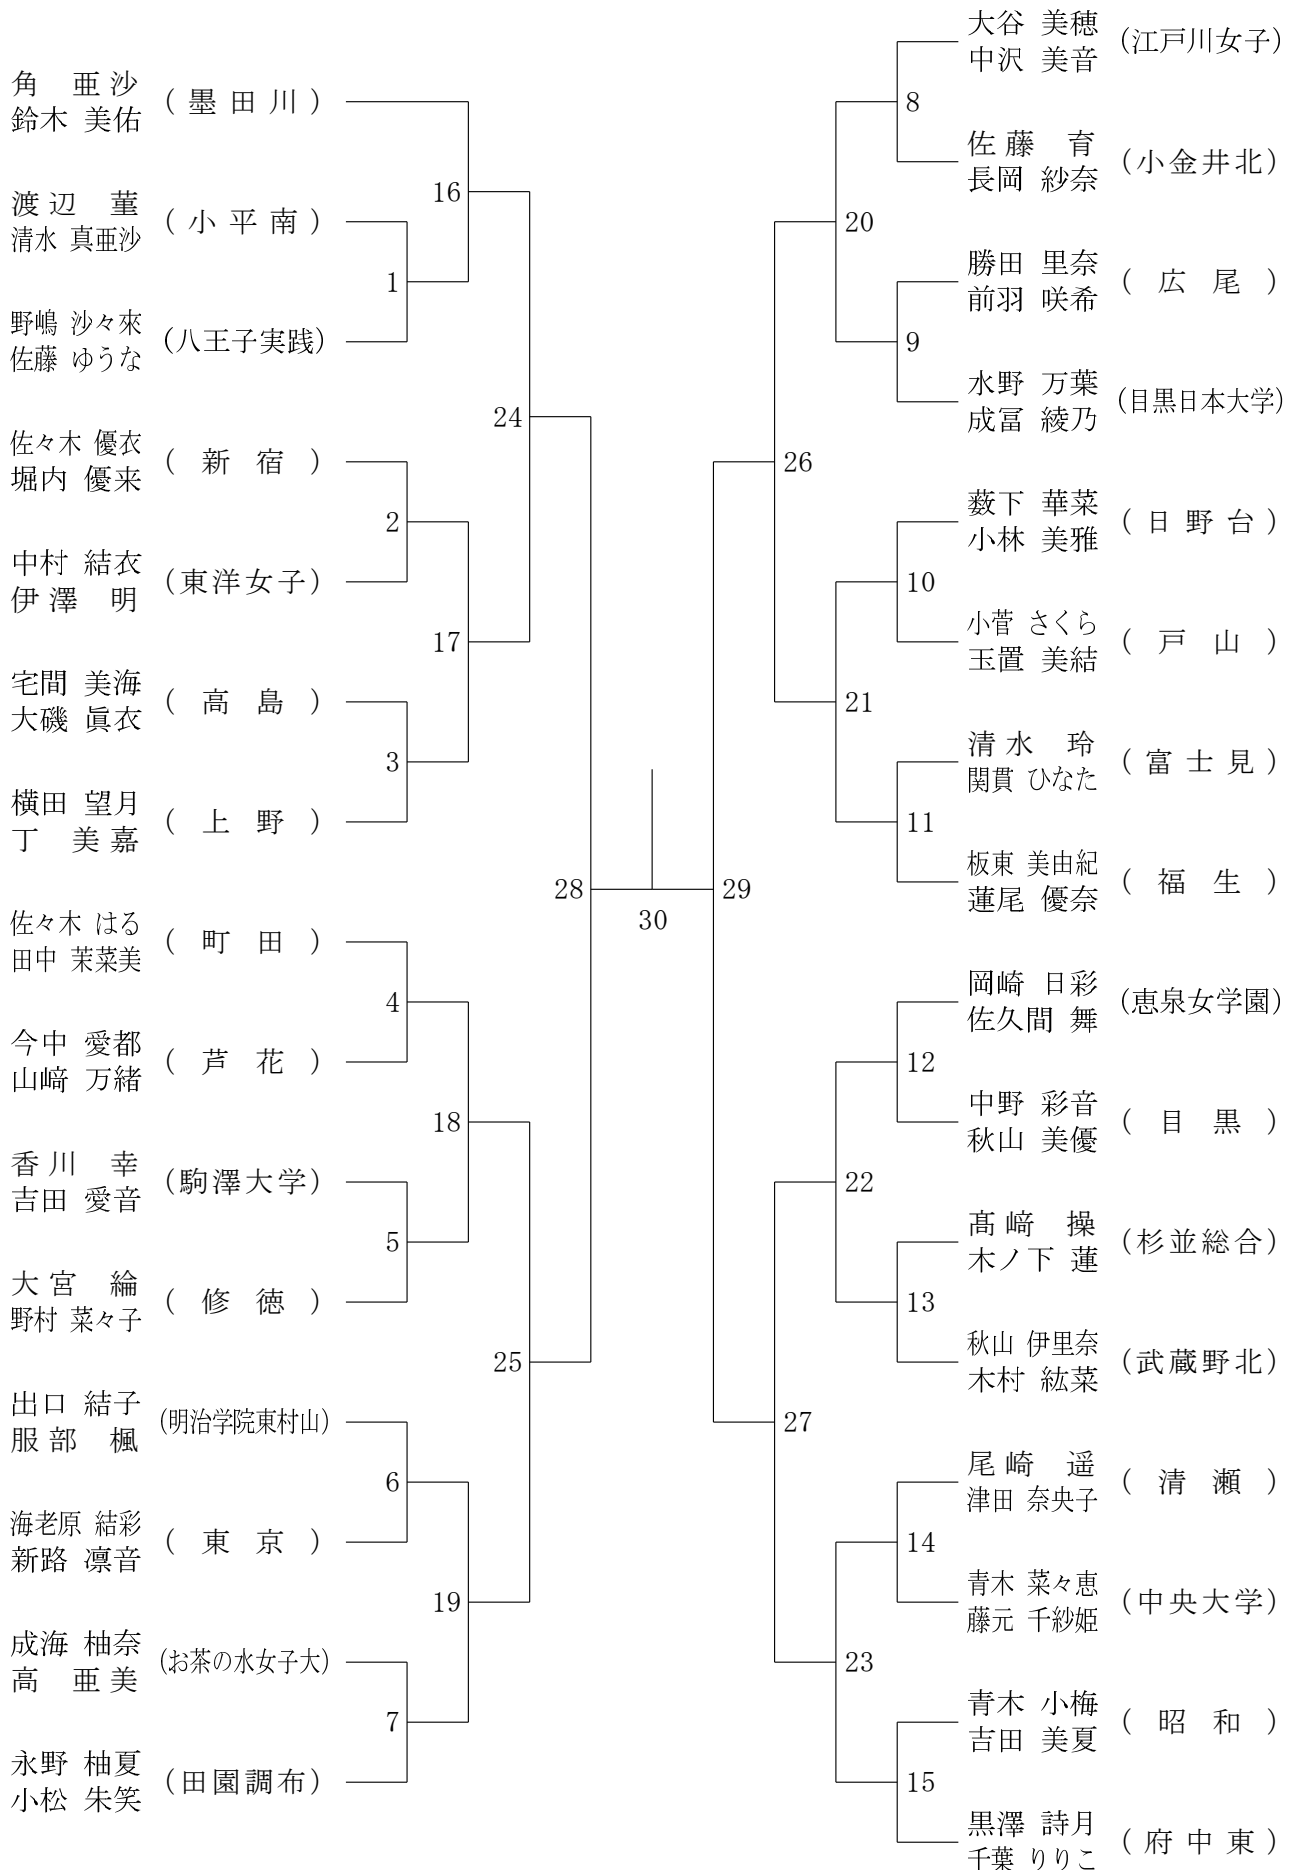 角　亜沙
鈴木 美佑
(墨田川)
渡辺　菫
清水 真亜沙
(小平南)
野嶋 沙々來
佐藤 ゆうな
(八王子実践)
佐々木 優衣
堀内 優来
(新宿)
中村 結衣
伊澤　明
(東洋女子)
宅間 美海
大磯 眞衣
(高島)
横田 望月
丁　美嘉
(上野)
佐々木 はる
田中 茉菜美
(町田)
今中 愛都
山﨑 万緒
(芦花)
香川　幸
吉田 愛音
(駒澤大学)
大宮　綸
野村 菜々子
(修徳)
出口 結子
服部　楓
(明治学院東村山)
海老原 結彩
新路 凛音
(東京)
成海 柚奈
高　亜美
(お茶の水女子大)
永野 柚夏
小松 朱笑
(田園調布)
1
2
3
4
5
6
7
16
17
18
19
24
25
28
30
29
26
27
20
21
22
23
8
9
10
11
12
13
14
15
大谷 美穂
中沢 美音
(江戸川女子)
佐藤　育
長岡 紗奈
(小金井北)
勝田 里奈
前羽 咲希
(広尾)
水野 万葉
成冨 綾乃
(目黒日本大学)
薮下 華菜
小林 美雅
(日野台)
小菅 さくら
玉置 美結
(戸山)
清水　玲
関貫 ひなた
(富士見)
板東 美由紀
蓮尾 優奈
(福生)
岡崎 日彩
佐久間 舞
(恵泉女学園)
中野 彩音
秋山 美優
(目黒)
髙﨑　操
木ノ下 蓮
(杉並総合)
秋山 伊里奈
木村 紘菜
(武蔵野北)
尾崎　遥
津田 奈央子
(清瀬)
青木 菜々恵
藤元 千紗姫
(中央大学)
青木 小梅
吉田 美夏
(昭和)
黒澤 詩月
千葉 りりこ
(府中東)